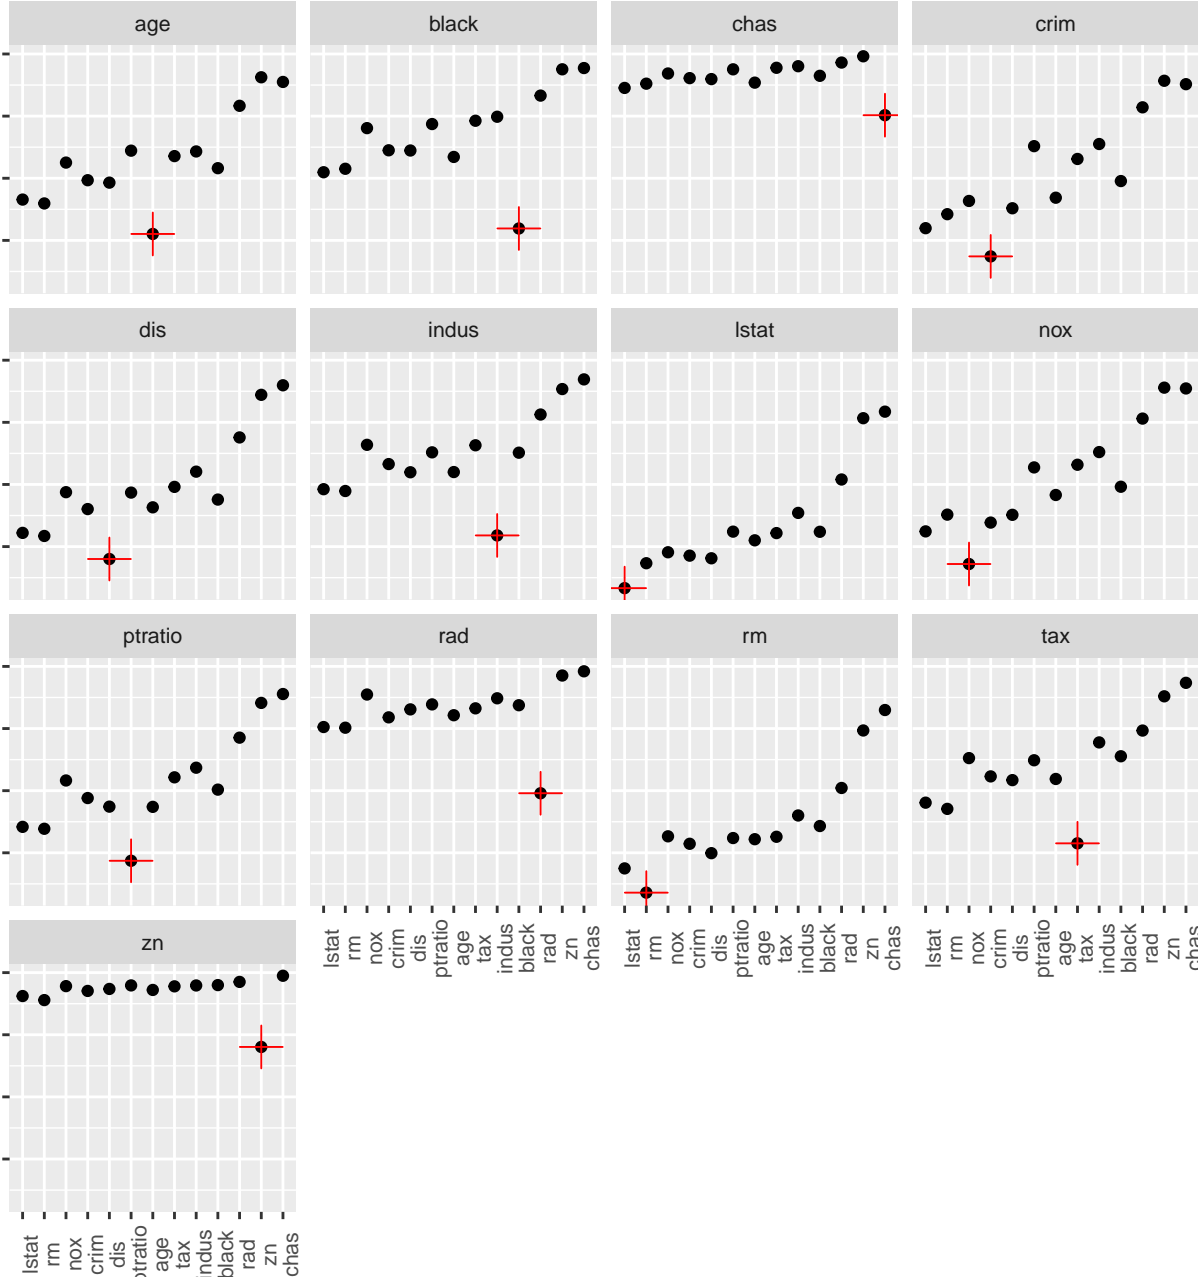 age black chas crim
dis indus lstat nox
ptratio rad rm tax
lstat rm nox crim dis ptratio age tax indus black rad zn chas
lstat rm nox crim dis ptratio age tax indus black rad zn chas
lstat rm nox crim dis ptratio age tax indus black rad zn chas
zn
lstat rm nox crim dis ptratio age tax indus black rad zn chas